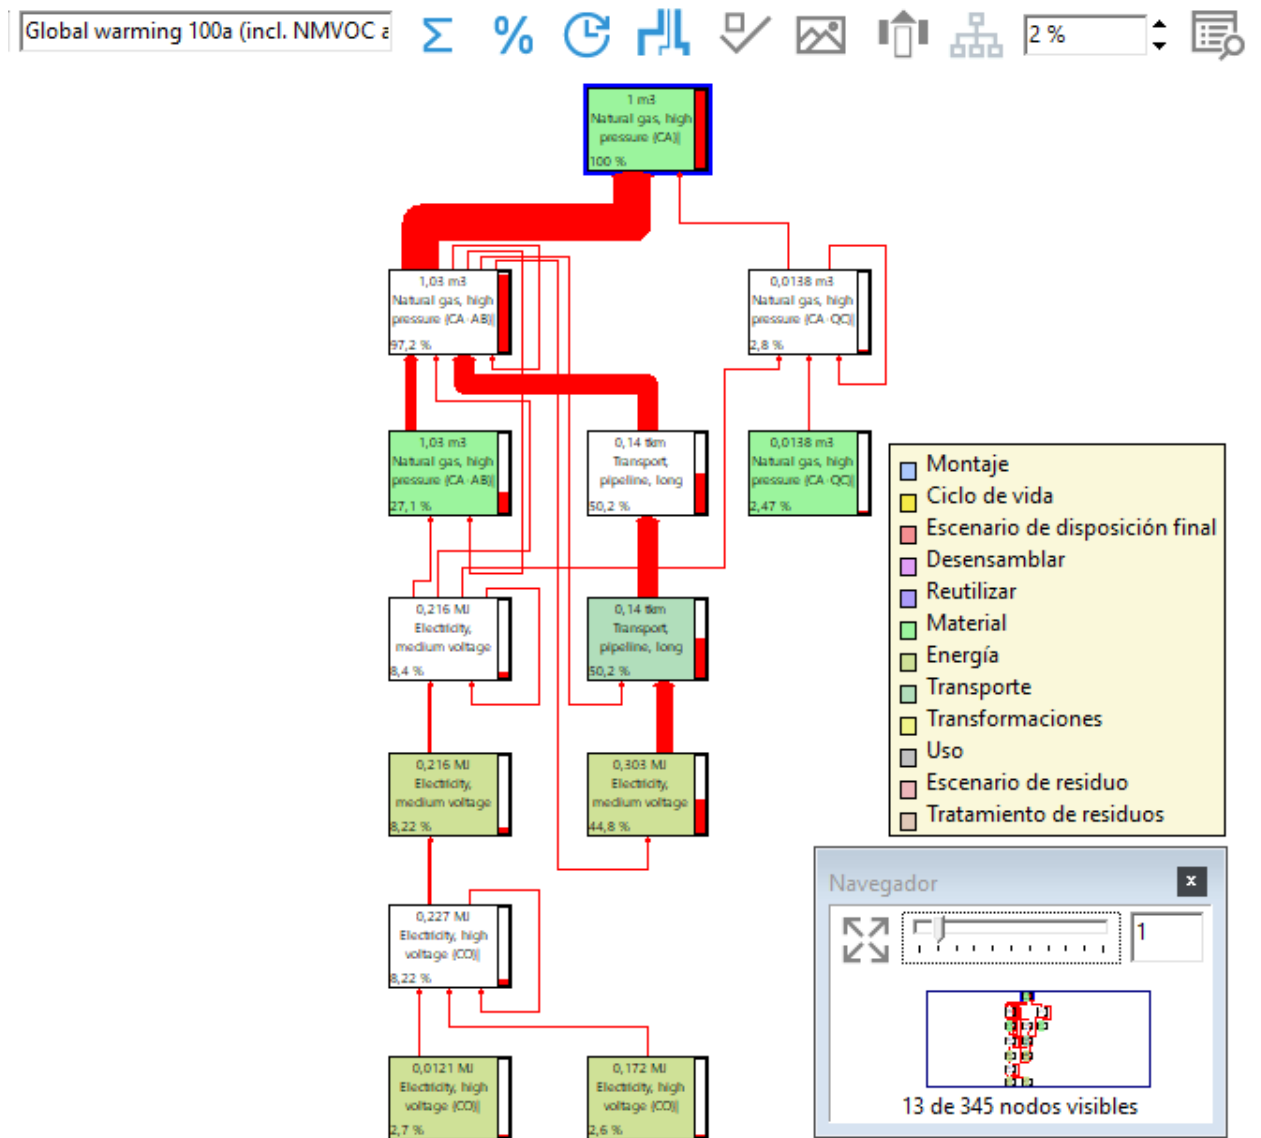 Global warming 100a (incl. NMVOC a
2 %
1 m3
Natural gas, high
pressure {CA}|
100 %
1,03 m3
Natural gas, high
pressure {CA-AB}|
97,2 %
0,0138 m3
Natural gas, high
pressure {CA-QC}|
2,8 %
1,03 m3
Natural gas, high
pressure {CA-AB}|
27,1 %
0,14 tkm
Transport,
pipeline, long
50,2 %
0,0138 m3
Natural gas, high
pressure {CA-QC}|
2,47 %
0,216 MJ
Electricity,
medium voltage
8,4 %
0,14 tkm
Transport,
pipeline, long
50,2 %
0,216 MJ
Electricity,
medium voltage
8,22 %
0,303 MJ
Electricity,
medium voltage
44,8 %
0,227 MJ
Electricity, high
voltage {CO}|
8,22 %
0,0121 MJ
Electricity, high
voltage {CO}|
2,7 %
0,172 MJ
Electricity, high
voltage {CO}|
2,6 %
Montaje
Ciclo de vida
Escenario de disposición final
Desensamblar
Reutilizar
Material
Energía
Transporte
Transformaciones
Uso
Escenario de residuo
Tratamiento de residuos
Navegador
x
1
13 de 345 nodos visibles